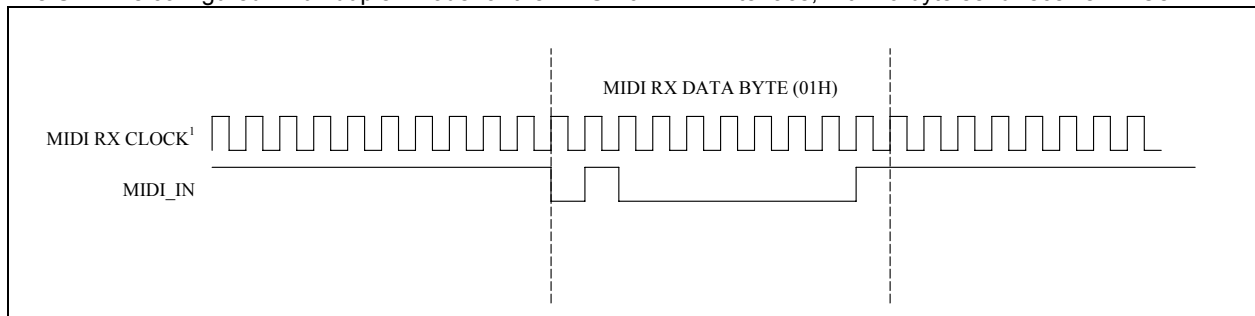 MIDI RX DATA BYTE (01H)
MIDI RX CLOCK¹
MIDI_IN